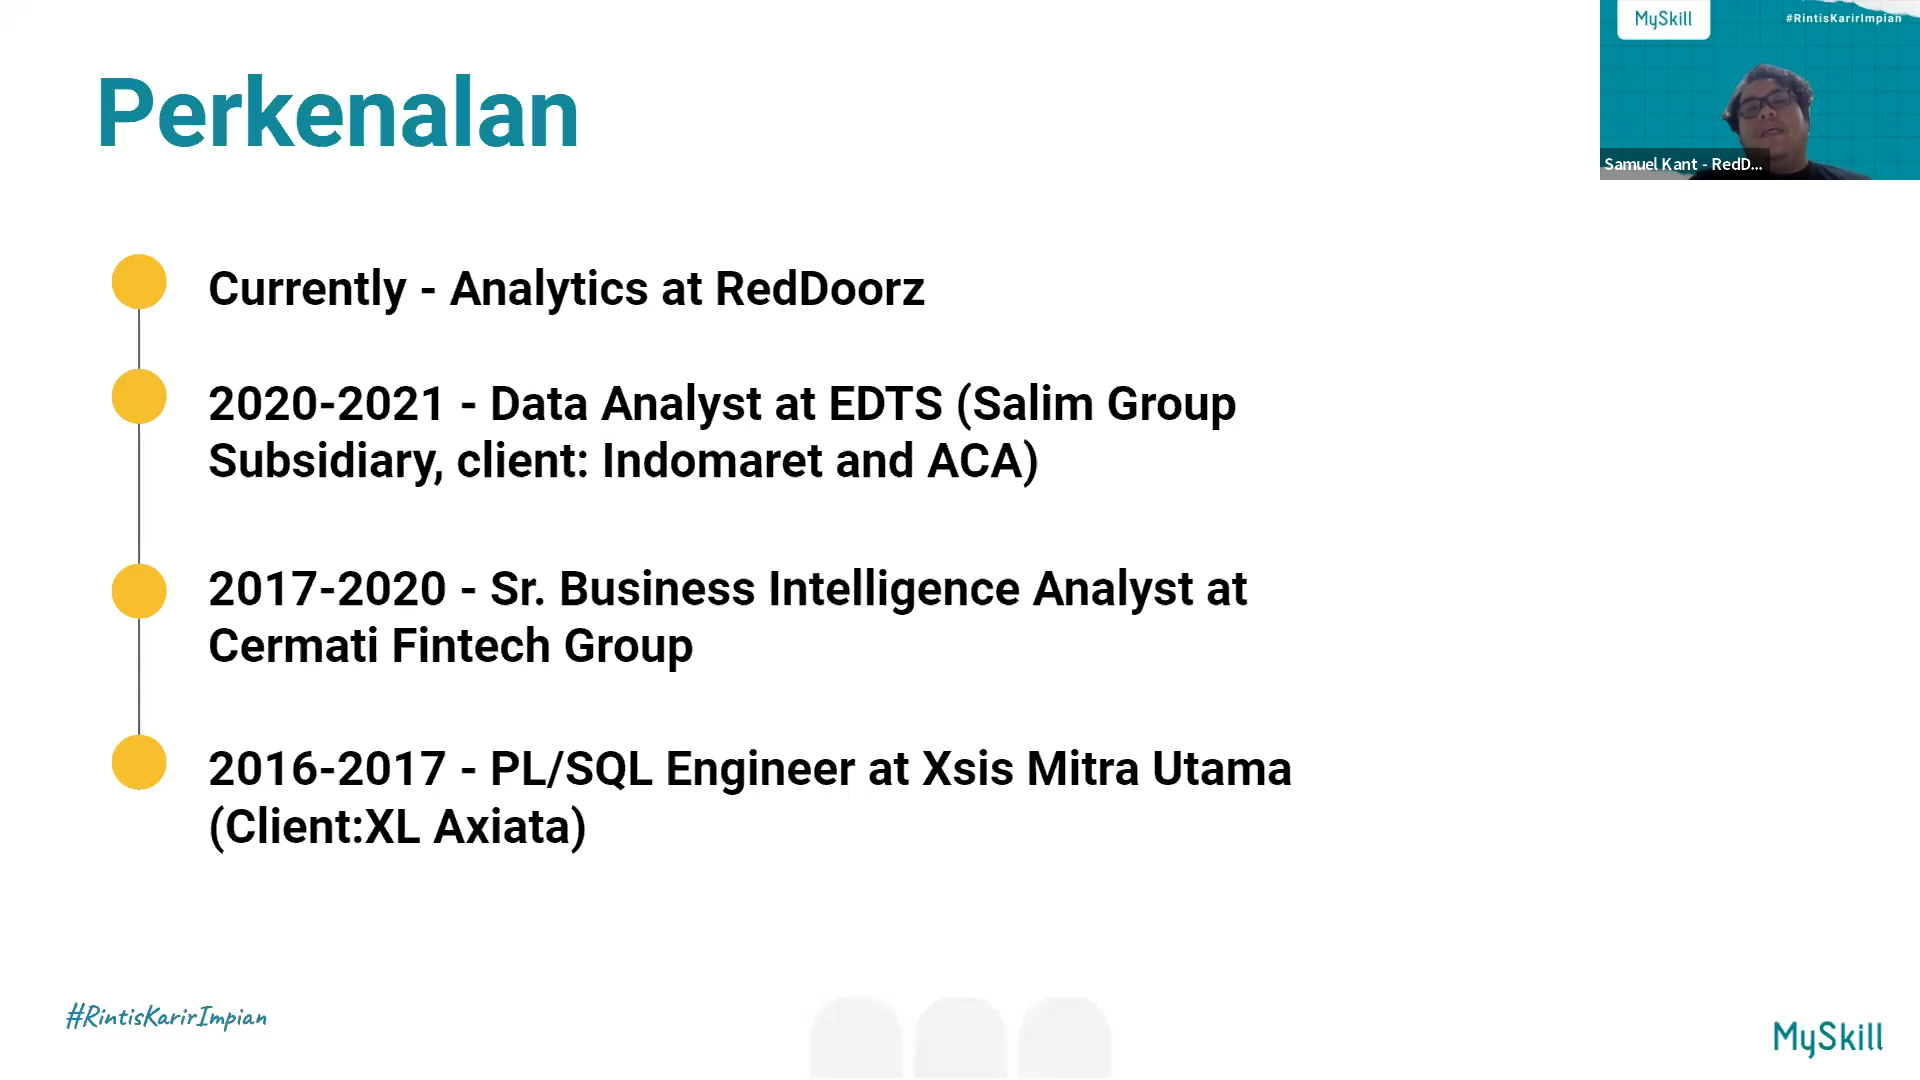 Perkenalan
MySkill
#RintisKarirImpian
Samuel Kant - RedD...
Currently - Analytics at RedDoorz
2020-2021 - Data Analyst at EDTS (Salim Group
Subsidiary, client: Indomaret and ACA)
2017-2020 - Sr. Business Intelligence Analyst at
Cermati Fintech Group
2016-2017 - PL/SQL Engineer at Xsis Mitra Utama
(Client:XL Axiata)
#RintisKarirImpian
MySkill